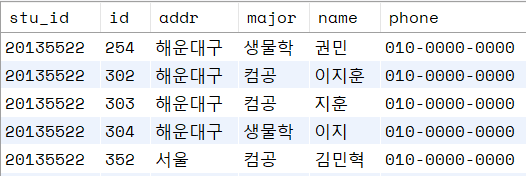 stu_id id addr major name phone
20135522 254 해운대구 생물학 권민 010-0000-0000
20135522 302 해운대구 컴공 이지훈 010-0000-0000
20135522 303 해운대구 컴공 지훈 010-0000-0000
20135522 304 해운대구 생물학 이지 010-0000-0000
20135522 352 서울 컴공 김민혁 010-0000-0000